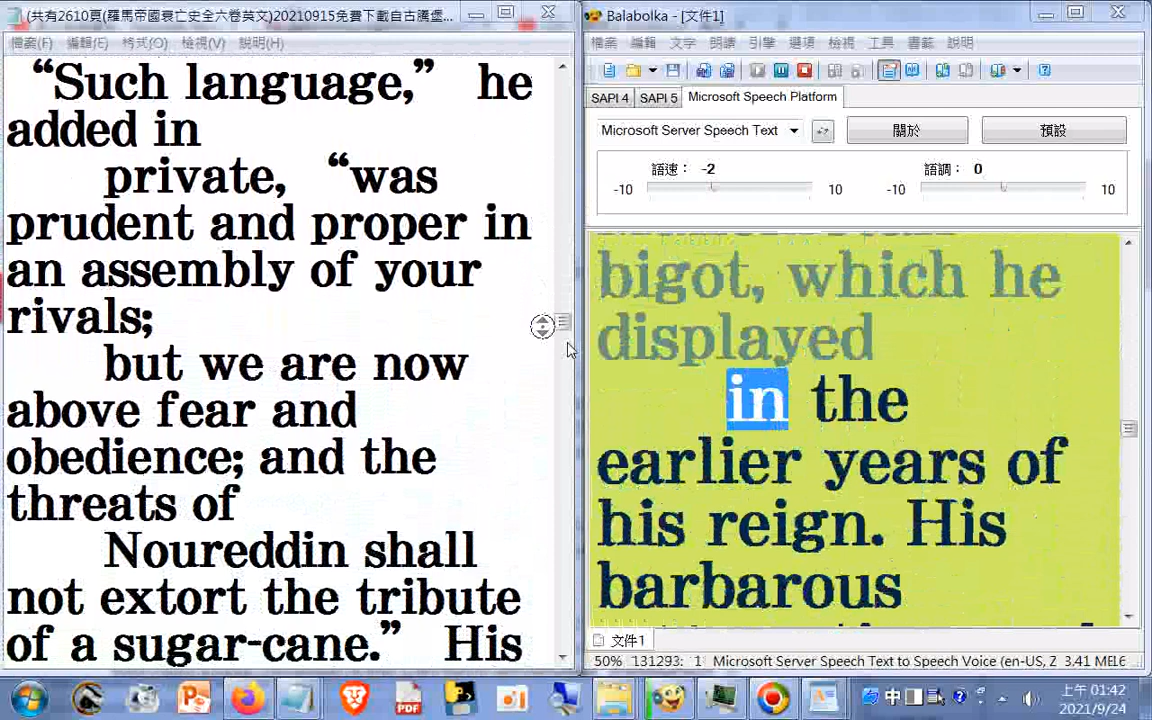 (共有2610頁(羅馬帝國衰亡史全六卷英文)20210915免費下載自古騰堡...
檔案(F) 編輯(E) 格式(O) 檢視(V) 說明(H)
“Such language,” he
added in
private, “was
prudent and proper in
an assembly of your
rivals;
but we are now
above fear and
obedience; and the
threats of
Noureddin shall
not extort the tribute
of a sugar-cane.” His
Balabolka - [文件1]
檔案 編輯 文字 朗讀 引擎 選項 檢視 工具 書籤 說明
SAPI 4 SAPI 5 Microsoft Speech Platform
Microsoft Server Speech Text 關於 預設
語速： -2 語調： 0
-10 10 -10 10
bigot, which he
displayed
in the
earlier years of
his reign. His
barbarous
文件1
50% 131293: 1 Microsoft Server Speech Text to Speech Voice (en-US, Z 3.41 МБ
PDF
中
上午 01:42
2021/9/24